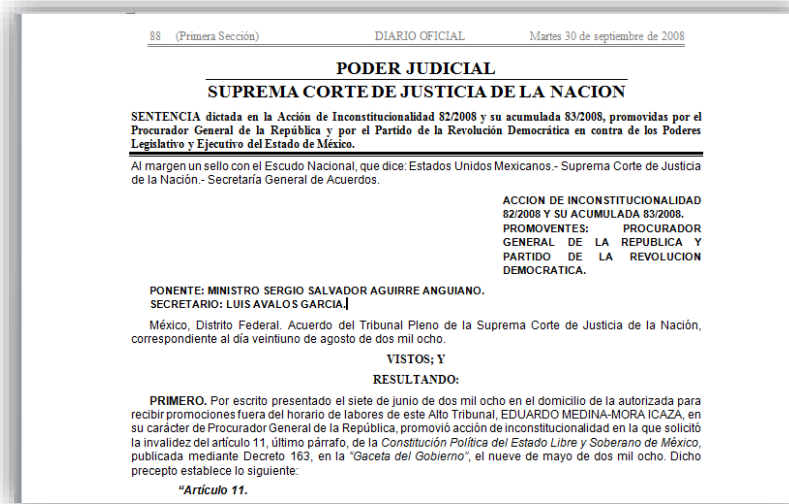 88 (Primera Sección) DIARIO OFICIAL Martes 30 de septiembre de 2008
PODER JUDICIAL
SUPREMA CORTE DE JUSTICIA DE LA NACION
SENTENCIA dictada en la Acción de Inconstitucionalidad 82/2008 y su acumulada 83/2008, promovidas por el
Procurador General de la República y por el Partido de la Revolución Democrática en contra de los Poderes
Legislativo y Ejecutivo del Estado de México.
Al margen un sello con el Escudo Nacional, que dice: Estados Unidos Mexicanos.- Suprema Corte de Justicia
de la Nación.- Secretaría General de Acuerdos.
ACCION DE INCONSTITUCIONALIDAD
82/2008 Y SU ACUMULADA 83/2008.
PROMOVENTES: PROCURADOR
GENERAL DE LA REPUBLICA Y
PARTIDO DE LA REVOLUCION
DEMOCRATICA.
PONENTE: MINISTRO SERGIO SALVADOR AGUIRRE ANGUIANO.
SECRETARIO: LUIS AVALOS GARCIA.
México, Distrito Federal. Acuerdo del Tribunal Pleno de la Suprema Corte de Justicia de la Nación,
correspondiente al día veintiuno de agosto de dos mil ocho.
VISTOS; Y
RESULTANDO:
PRIMERO. Por escrito presentado el siete de junio de dos mil ocho en el domicilio de la autorizada para
recibir promociones fuera del horario de labores de este Alto Tribunal, EDUARDO MEDINA-MORA ICAZA, en
su carácter de Procurador General de la República, promovió acción de inconstitucionalidad en la que solicitó
la invalidez del artículo 11, último párrafo, de la Constitución Política del Estado Libre y Soberano de México,
publicada mediante Decreto 163, en la "Gaceta del Gobierno", el nueve de mayo de dos mil ocho. Dicho
precepto establece lo siguiente:
"Artículo 11.